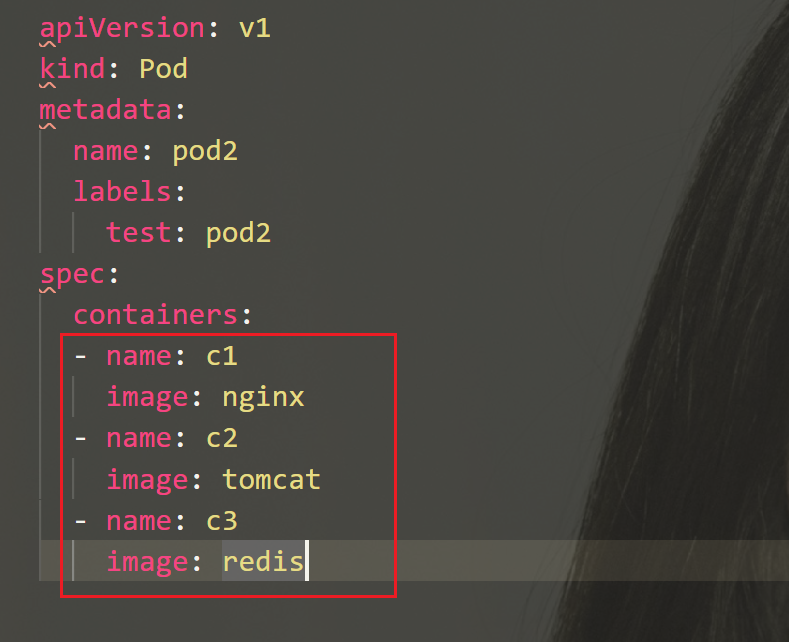 apiVersion: v1
kind: Pod
metadata:
  name: pod2
  labels:
    test: pod2
spec:
  containers:
  - name: c1
    image: nginx
  - name: c2
    image: tomcat
  - name: c3
    image: redis